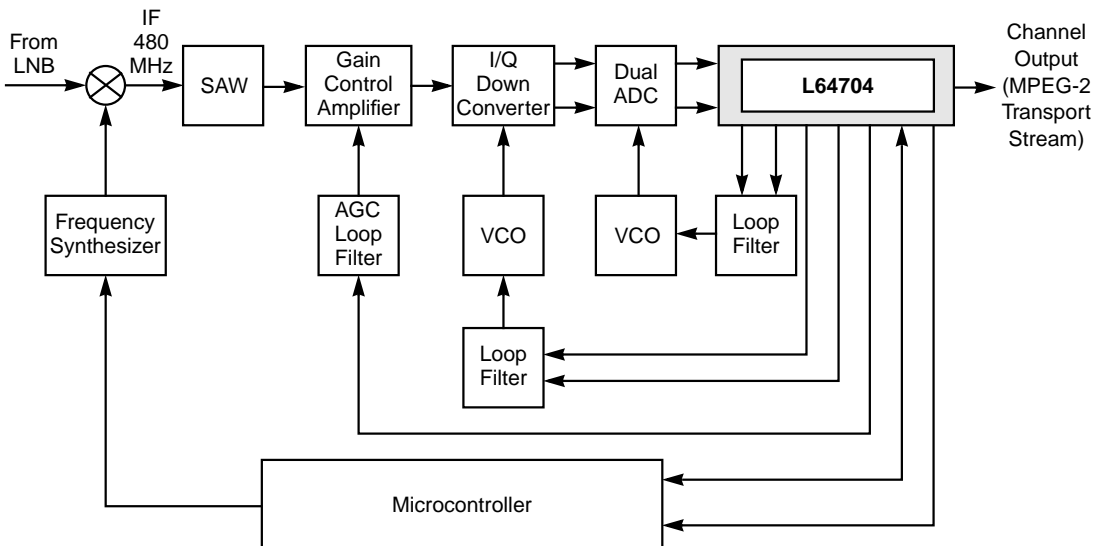 From
LNB
IF
480
MHz
SAW
Gain
Control
Amplifier
I/Q
Down
Converter
Dual
ADC
L64704
Channel
Output
(MPEG-2
Transport
Stream)
Frequency
Synthesizer
AGC
Loop
Filter
VCO
VCO
Loop
Filter
Loop
Filter
Microcontroller